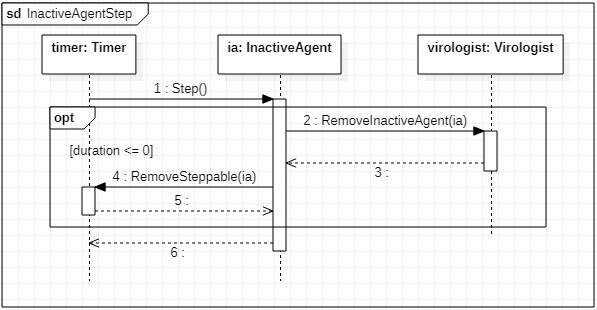 sd InactiveAgentStep
timer: Timer
ia: InactiveAgent
virologist: Virologist
1 : Step()
opt
2 : RemoveInactiveAgent(ia)
[duration <= 0]
3 :
4 : RemoveSteppable(ia)
5 :
6 :